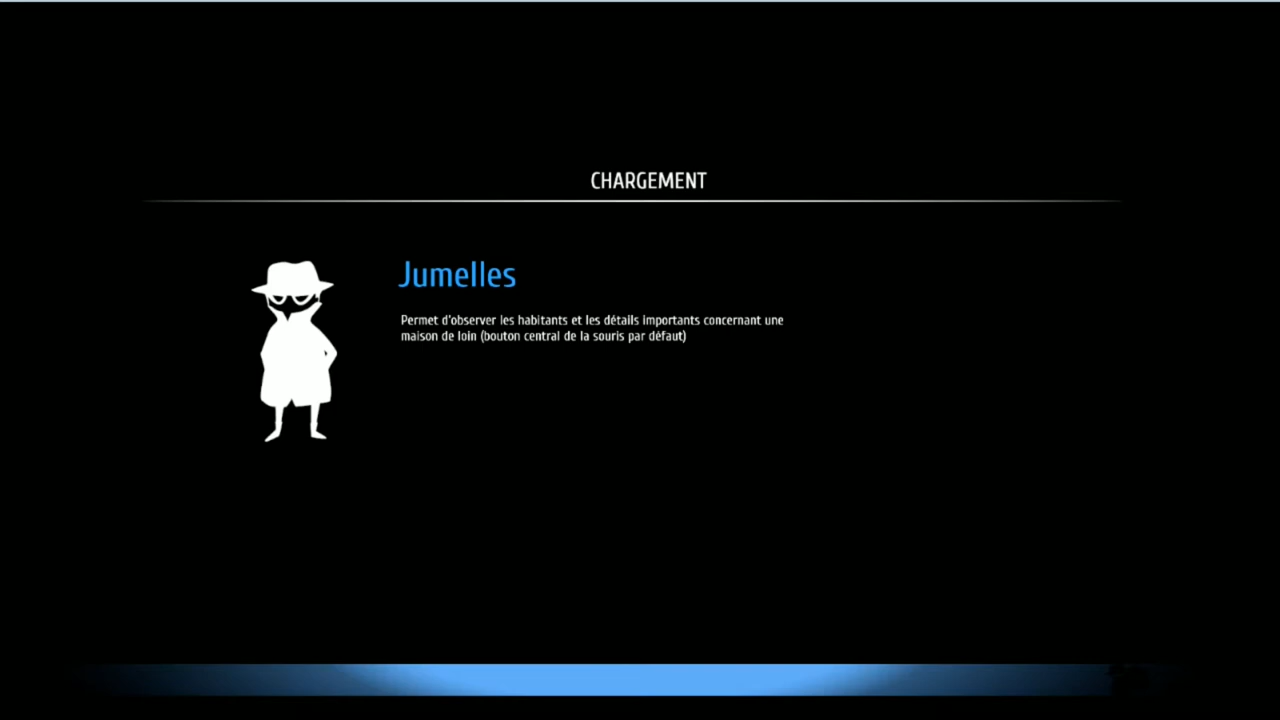 CHARGEMENT
Jumelles
Permet d'observer les habitants et les détails importants concernant une
maison de loin (bouton central de la souris par défaut)